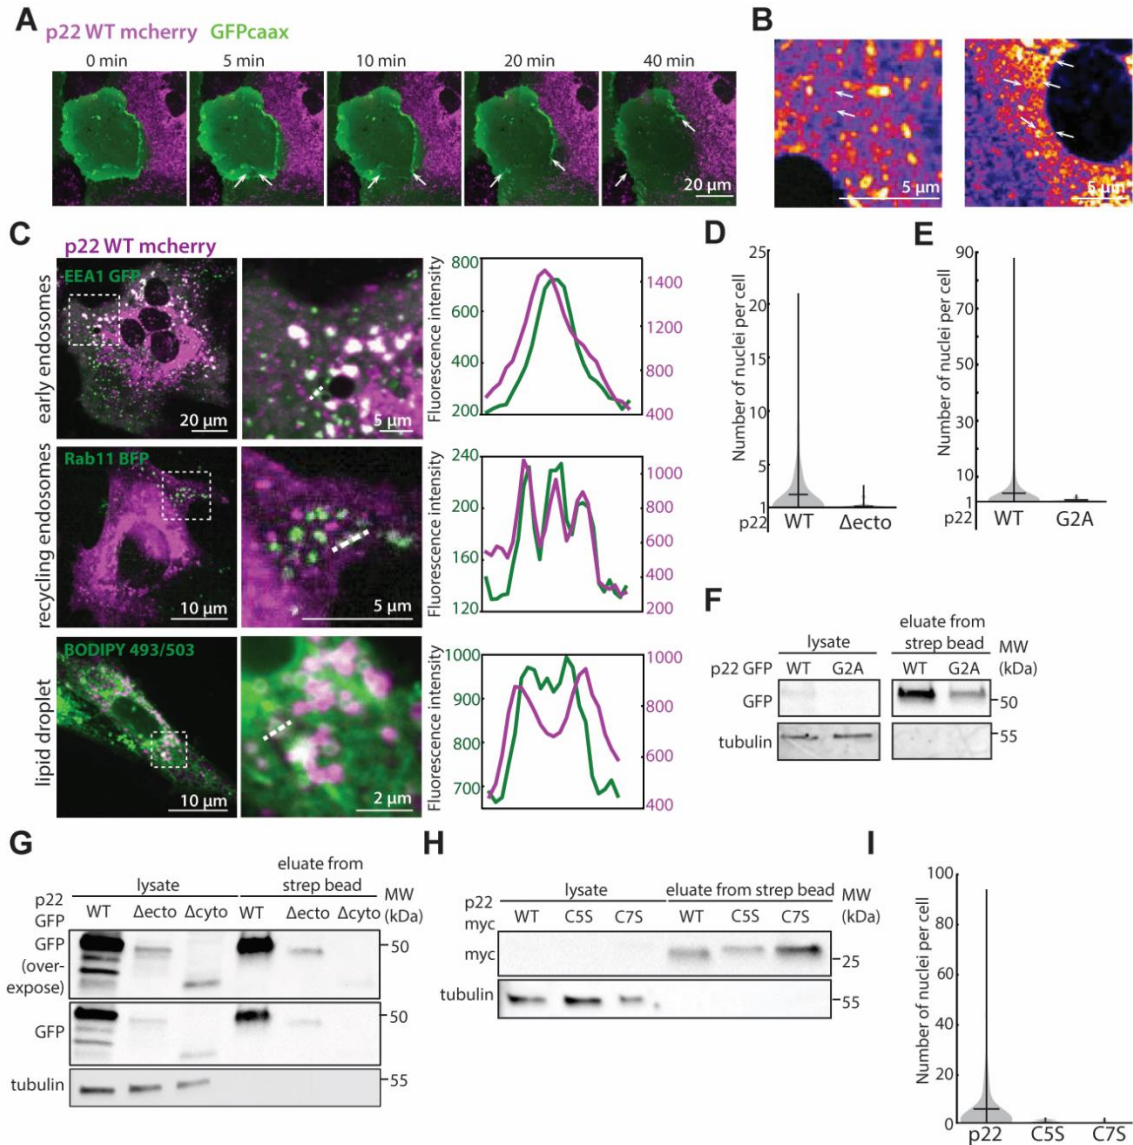 A
p22 WT mcherry GFPcaax
0 min 5 min 10 min 20 min 40 min
20 µm
B
5 µm
5 µm
C
p22 WT mcherry
EEA1 GFP
early endosomes
20 µm
5 µm
Fluorescence intensity
800
600
400
200
1400
1200
1000
800
600
400
Rab11 BFP
recycling endosomes
10 µm
5 µm
Fluorescence intensity
240
200
160
120
1000
800
600
400
200
BODIPY 493/503
lipid droplet
10 µm
2 µm
Fluorescence intensity
1000
900
800
700
1000
800
600
400
D
Number of nuclei per cell
25
20
15
10
5
1
p22 WT Δecto
E
Number of nuclei per cell
90
70
50
30
10
1
p22 WT G2A
F
lysate
eluate from
strep bead
MW
(kDa)
p22 GFP WT G2A WT G2A
GFP
50
tubulin
55
G
lysate
eluate from
strep bead
MW
(kDa)
p22
GFP
WT Δecto Δcyto WT Δecto Δcyto
GFP
(over-
expose)
50
GFP
50
tubulin
55
H
lysate eluate from strep bead
MW
(kDa)
p22
myc
WT C5S C7S WT C5S C7S
myc
25
tubulin
55
I
Number of nuclei per cell
100
80
60
40
20
0
p22 C5S C7S